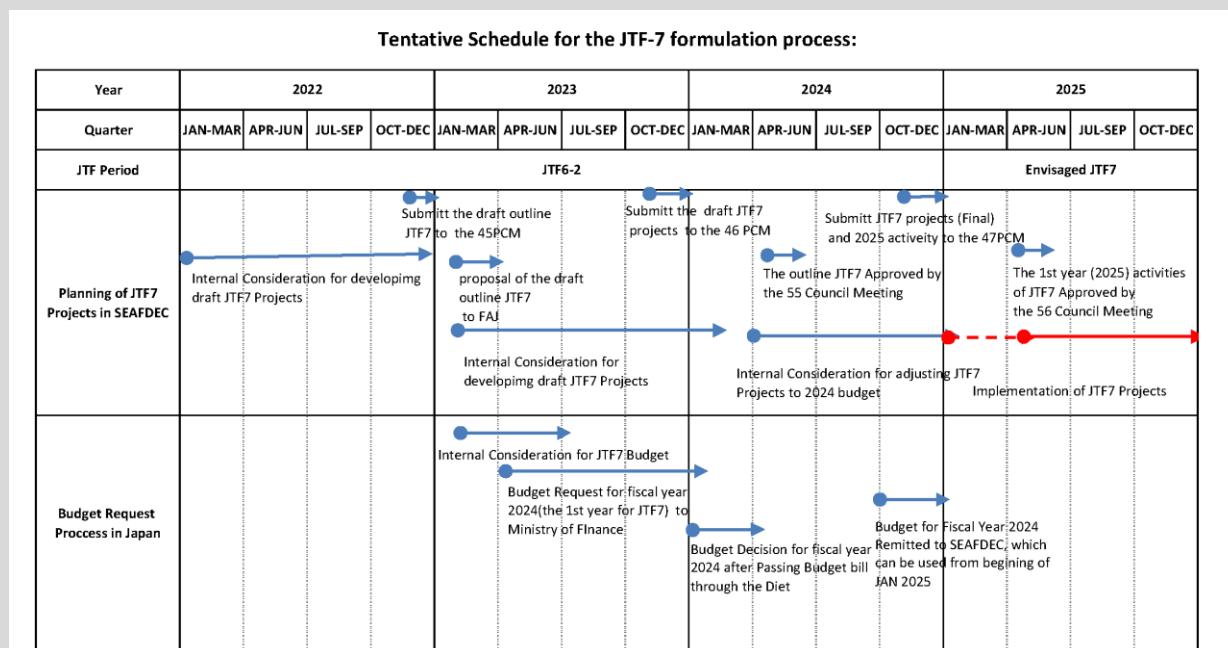 Tentative Schedule for the JTF-7 formulation process:
Year
2022
2023
2024
2025
Quarter
JAN-MAR
APR-JUN
JUL-SEP
OCT-DEC
JAN-MAR
APR-JUN
JUL-SEP
OCT-DEC
JAN-MAR
APR-JUN
JUL-SEP
OCT-DEC
JAN-MAR
APR-JUN
JUL-SEP
OCT-DEC
JTF Period
JTF6-2
Envisaged JTF7
Planning of JTF7
Projects in SEAFDEC
Submitt the draft outline
JTF7 to the 45PCM
Internal Consideration for developimg
draft JTF7 Projects
proposal of the draft
outline JTF7
to FAJ
Internal Consideration for
developimg draft JTF7 Projects
Submitt the draft JTF7
projects to the 46 PCM
The outline JTF7 Approved by
the 55 Council Meeting
Submitt JTF7 projects (Final)
and 2025 activeity to the 47PCM
Internal Consideration for adjusting JTF7
Projects to 2024 budget
The 1st year (2025) activities
of JTF7 Approved by
the 56 Council Meeting
Implementation of JTF7 Projects
Budget Request
Proccess in Japan
Internal Consideration for JTF7 Budget
Budget Request for fiscal year
2024(the 1st year for JTF7) to
Ministry of FInance
Budget Decision for fiscal year
2024 after Passing Budget bill
through the Diet
Budget for Fiscal Year 2024
Remitted to SEAFDEC, which
can be used from begining of
JAN 2025